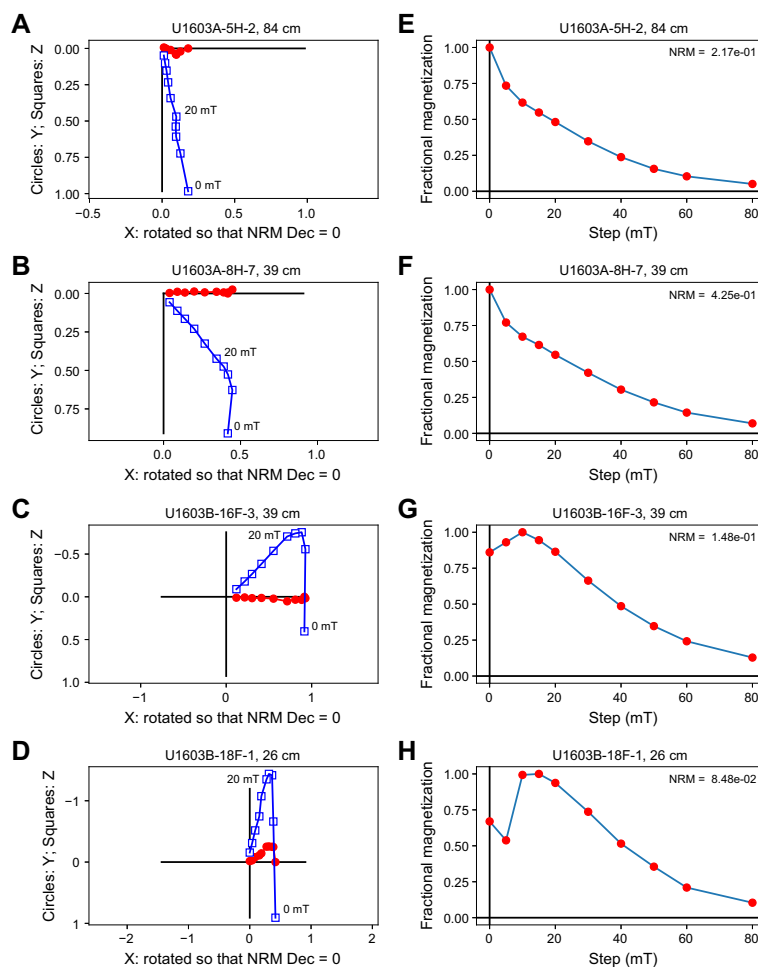 A
U1603A-5H-2, 84 cm
0.00
0.25
0.50
0.75
1.00
Circles: Y; Squares: Z
20 mT
0 mT
−0.5
0.0
0.5
1.0
X: rotated so that NRM Dec = 0
E
U1603A-5H-2, 84 cm
NRM = 2.17e-01
1.00
0.75
0.50
0.25
0.00
Fractional magnetization
0
20
40
60
80
Step (mT)
B
U1603A-8H-7, 39 cm
0.00
0.25
0.50
0.75
Circles: Y; Squares: Z
20 mT
0 mT
0.0
0.5
1.0
X: rotated so that NRM Dec = 0
F
U1603A-8H-7, 39 cm
NRM = 4.25e-01
1.00
0.75
0.50
0.25
0.00
Fractional magnetization
0
20
40
60
80
Step (mT)
C
U1603B-16F-3, 39 cm
−0.5
0.0
0.5
1.0
Circles: Y; Squares: Z
20 mT
0 mT
−1
0
1
X: rotated so that NRM Dec = 0
G
U1603B-16F-3, 39 cm
NRM = 1.48e-01
1.00
0.75
0.50
0.25
0.00
Fractional magnetization
0
20
40
60
80
Step (mT)
D
U1603B-18F-1, 26 cm
−1
0
1
Circles: Y; Squares: Z
20 mT
0 mT
−2
−1
0
1
2
X: rotated so that NRM Dec = 0
H
U1603B-18F-1, 26 cm
NRM = 8.48e-02
1.00
0.75
0.50
0.25
0.00
Fractional magnetization
0
20
40
60
80
Step (mT)